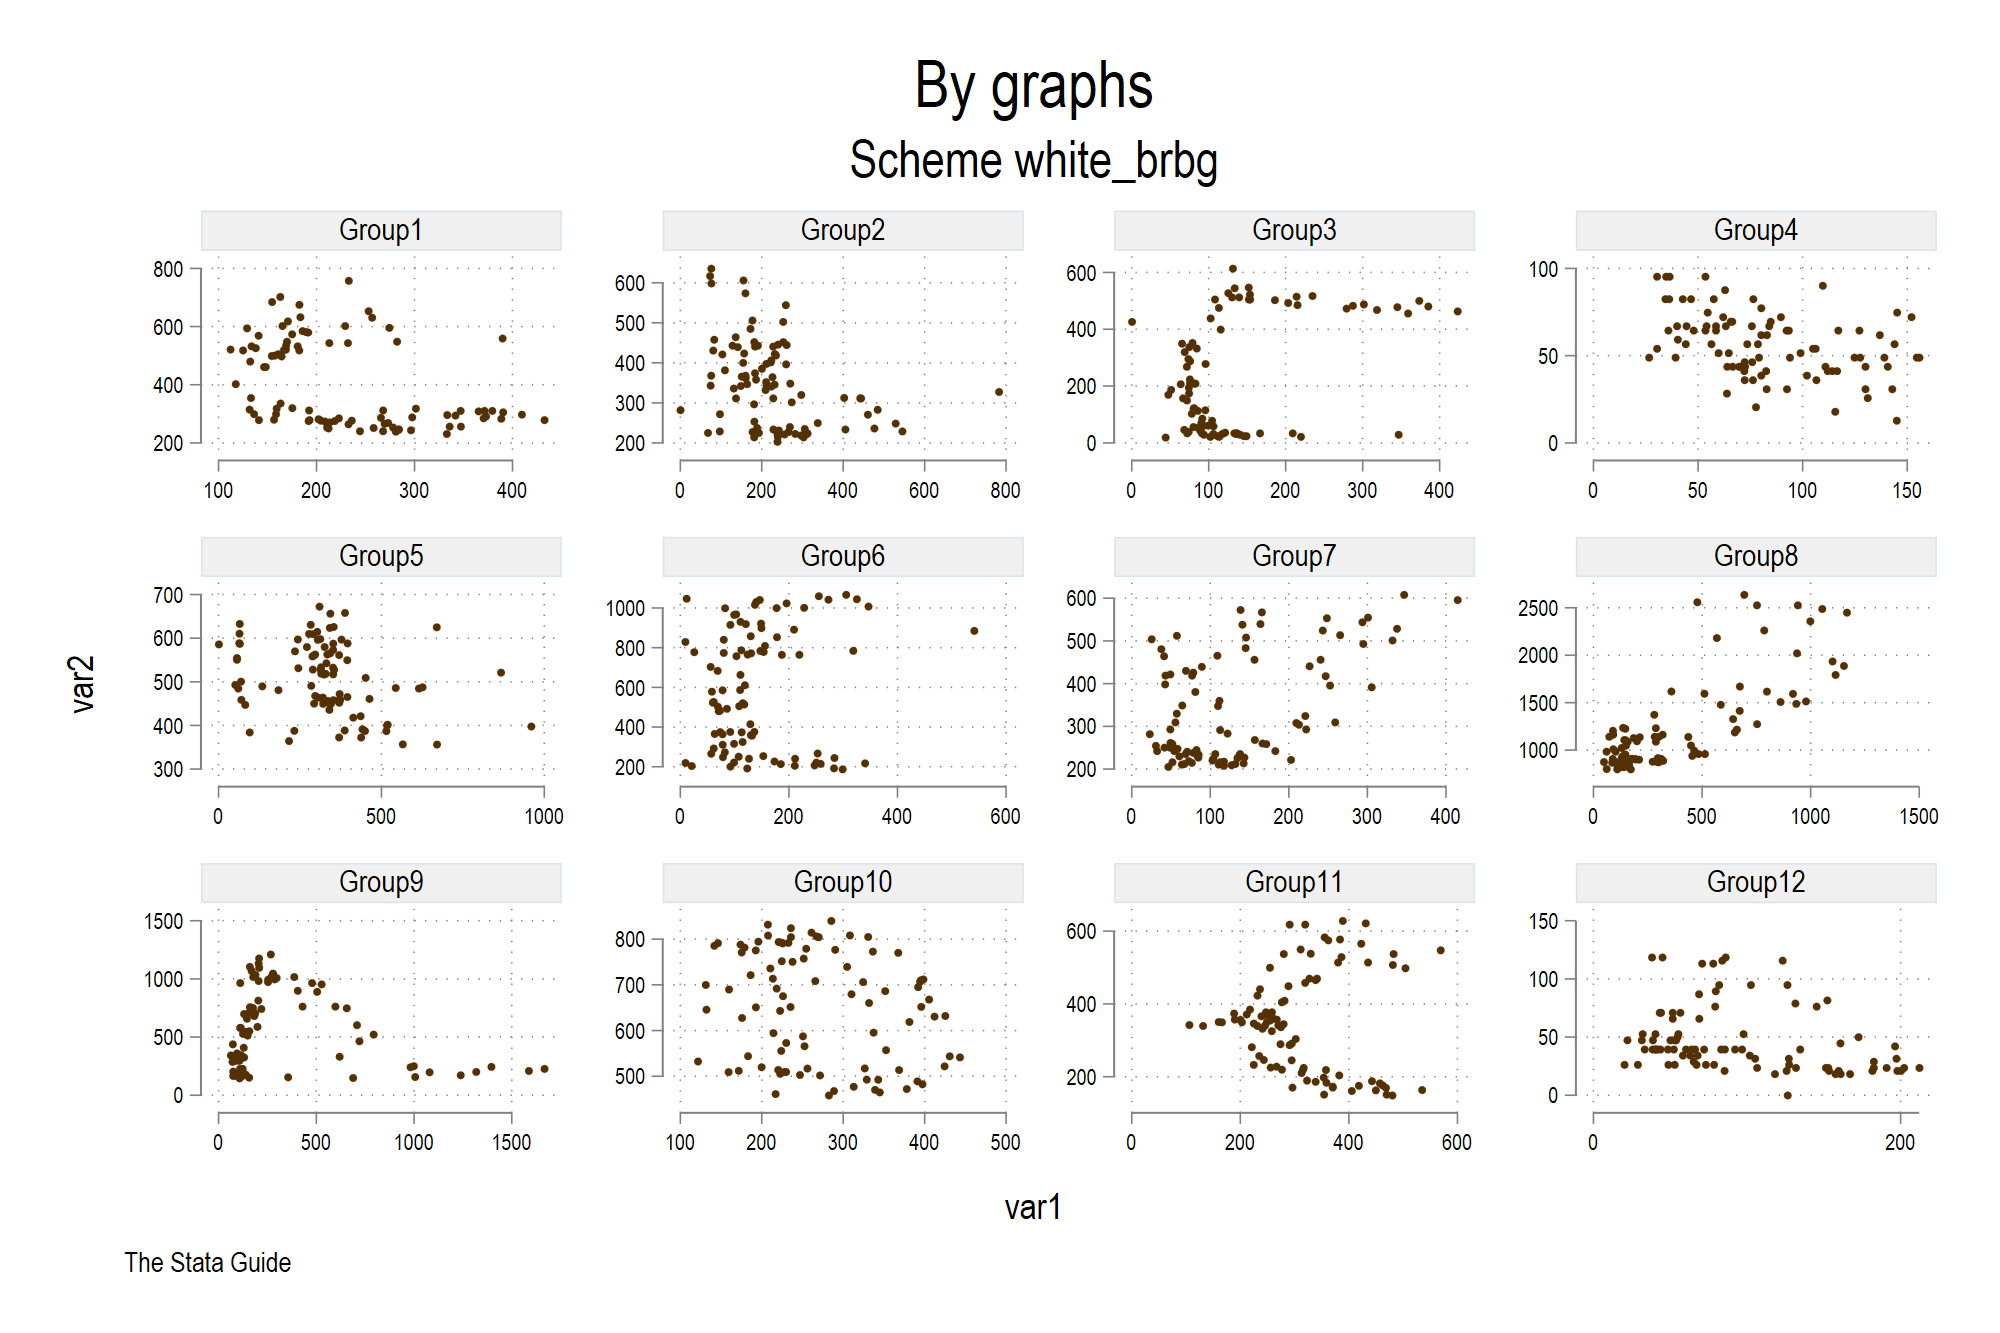 By graphs
Scheme white_brbg
Group1 Group2 Group3 Group4
800
600
400
200
100 200 300 400
600
500
400
300
200
0 200 400 600 800
600
400
200
0
0 100 200 300 400
100
50
0
0 50 100 150
Group5 Group6 Group7 Group8
700
600
500
400
300
0 500 1000
1000
800
600
400
200
0 200 400 600
600
500
400
300
200
0 100 200 300 400
2500
2000
1500
1000
0 500 1000 1500
var2
Group9 Group10 Group11 Group12
1500
1000
500
0
0 500 1000 1500
800
700
600
500
100 200 300 400 500
600
400
200
0 200 400 600
150
100
50
0
0 200
var1
The Stata Guide